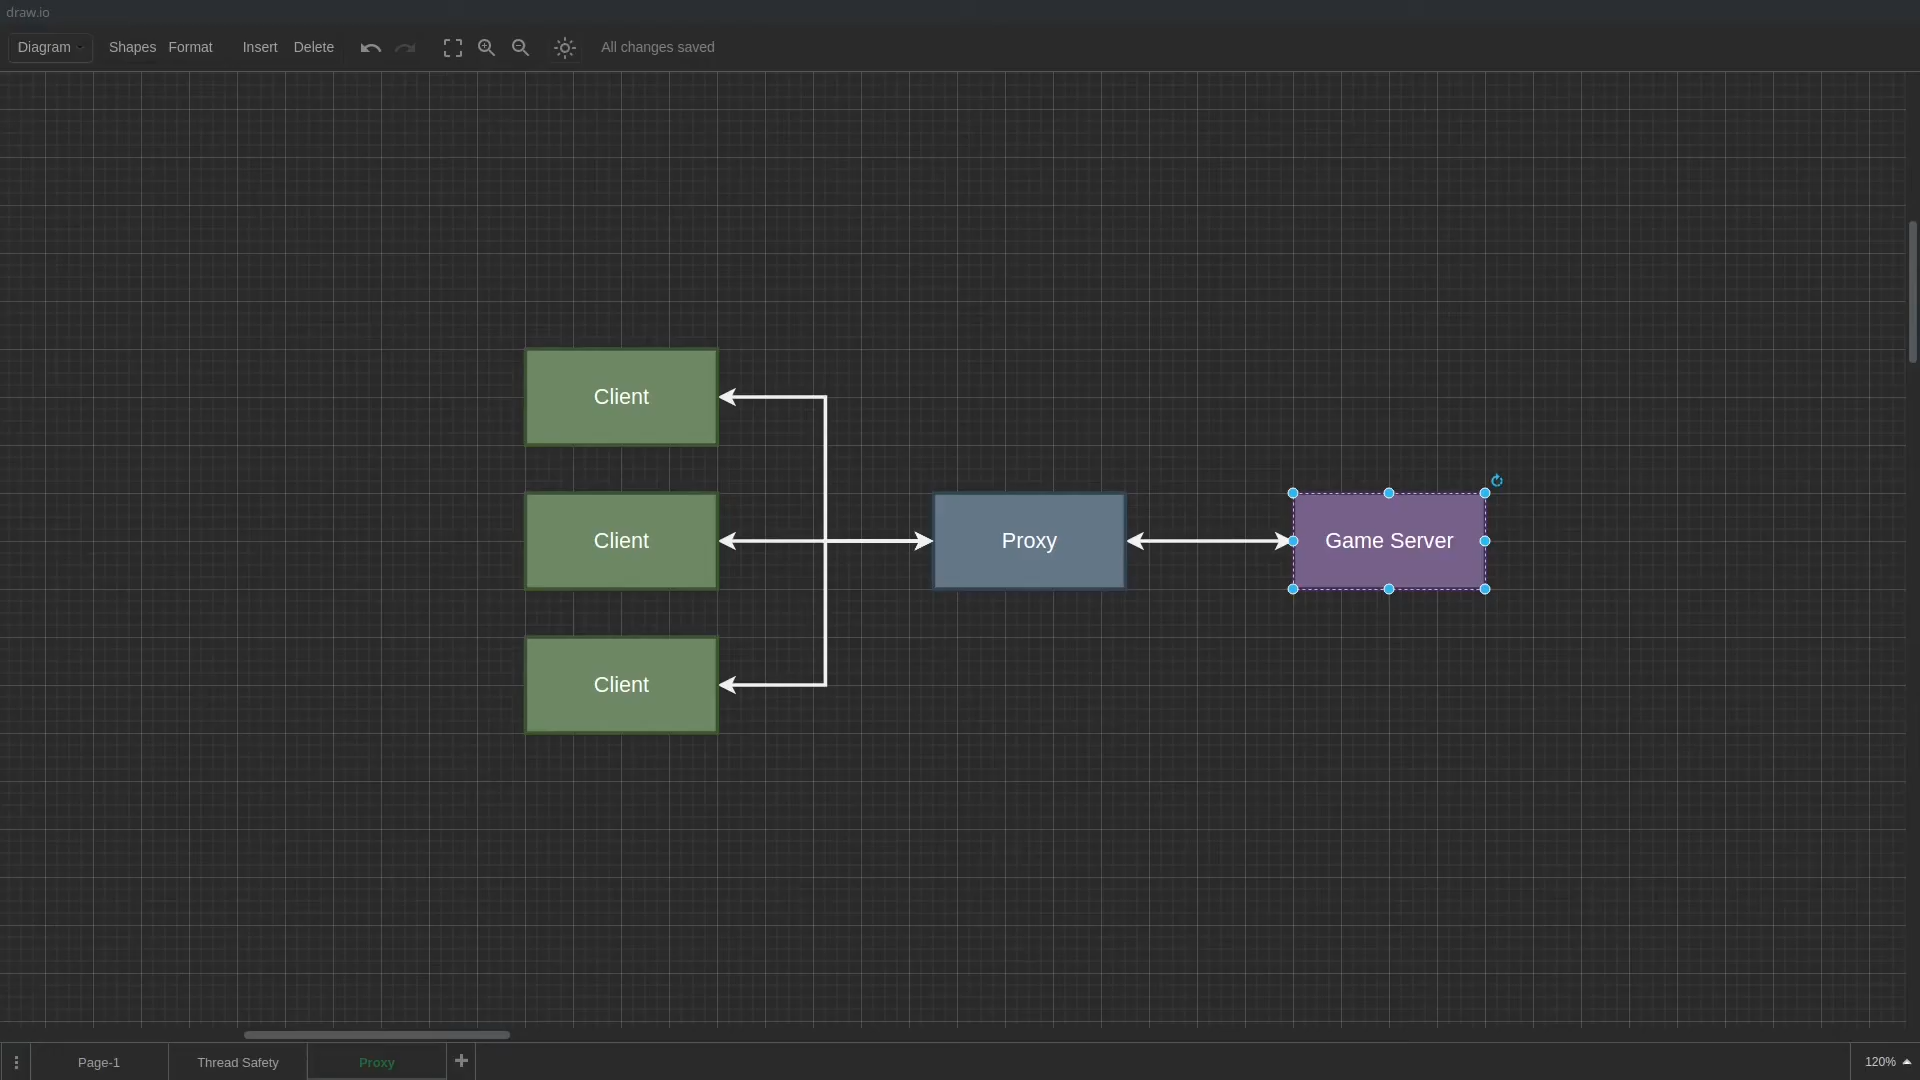 draw.io
Diagram Shapes Format Insert Delete All changes saved
Client
Client
Proxy
Game Server
Client
Page-1 Thread Safety Proxy 120%